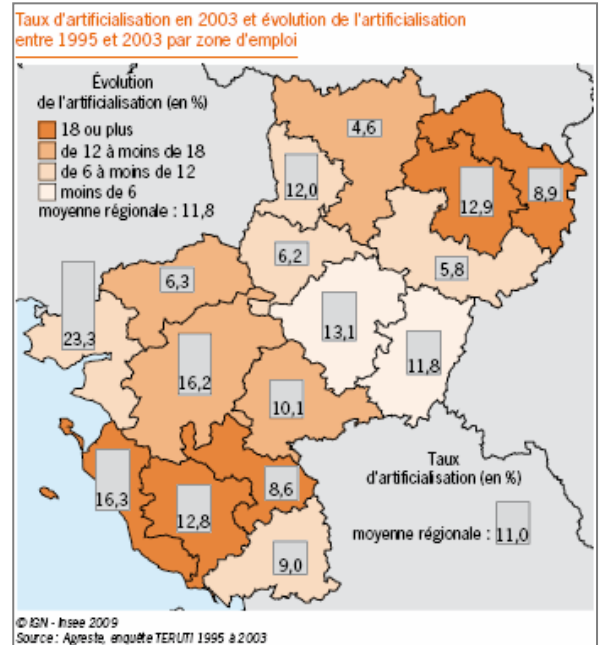 Taux d'artificialisation en 2003 et évolution de l'artificialisation
entre 1995 et 2003 par zone d'emploi
Évolution
de l'artificialisation (en %)
18 ou plus
de 12 à moins de 18
de 6 à moins de 12
moins de 6
moyenne régionale : 11,8
4,6
12,0
12,9
8,9
6,2
5,8
6,3
23,3
13,1
11,8
16,2
10,1
16,3
12,8
8,6
9,0
Taux
d'artificialisation (en %)
moyenne régionale : 11,0
© IGN - Insee 2009
Source : Agreste, enquête TERUTI 1995 à 2003